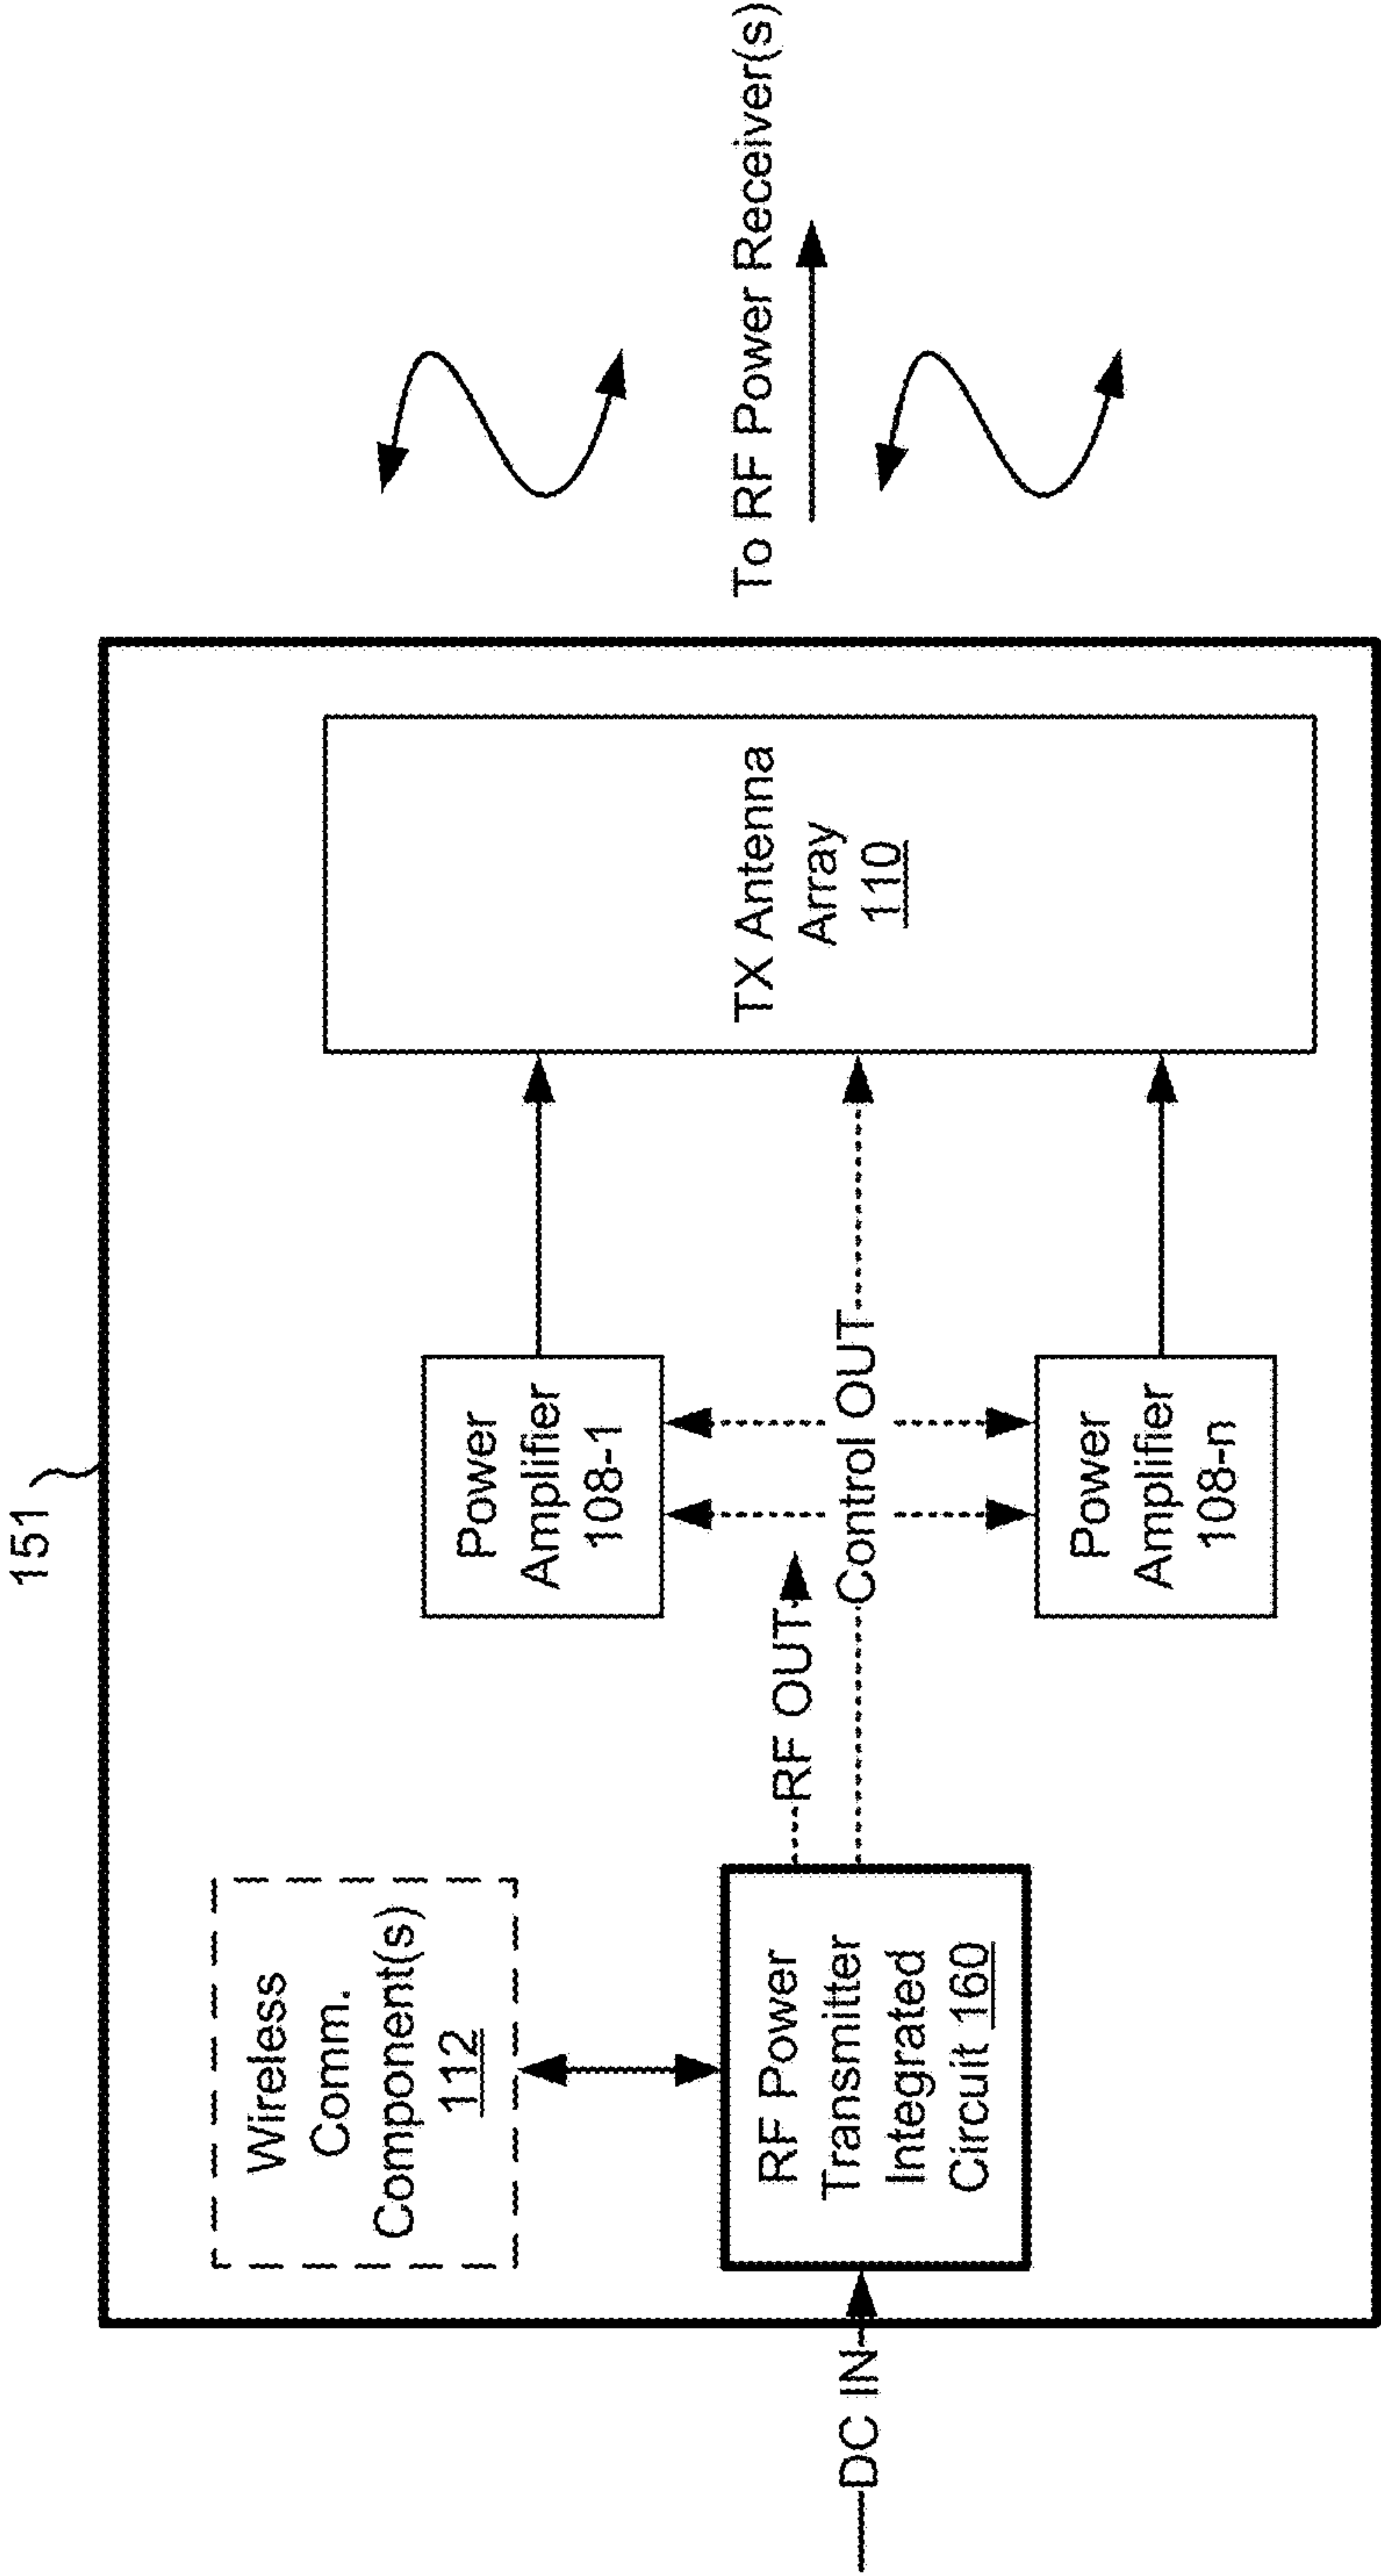 151
Wireless
Comm.
Component(s)
112
DC IN
RF Power
Transmitter
Integrated
Circuit 160
RF OUT
Control OUT
Power
Amplifier
108-1
Power
Amplifier
108-n
TX Antenna
Array
110
To RF Power Receiver(s)